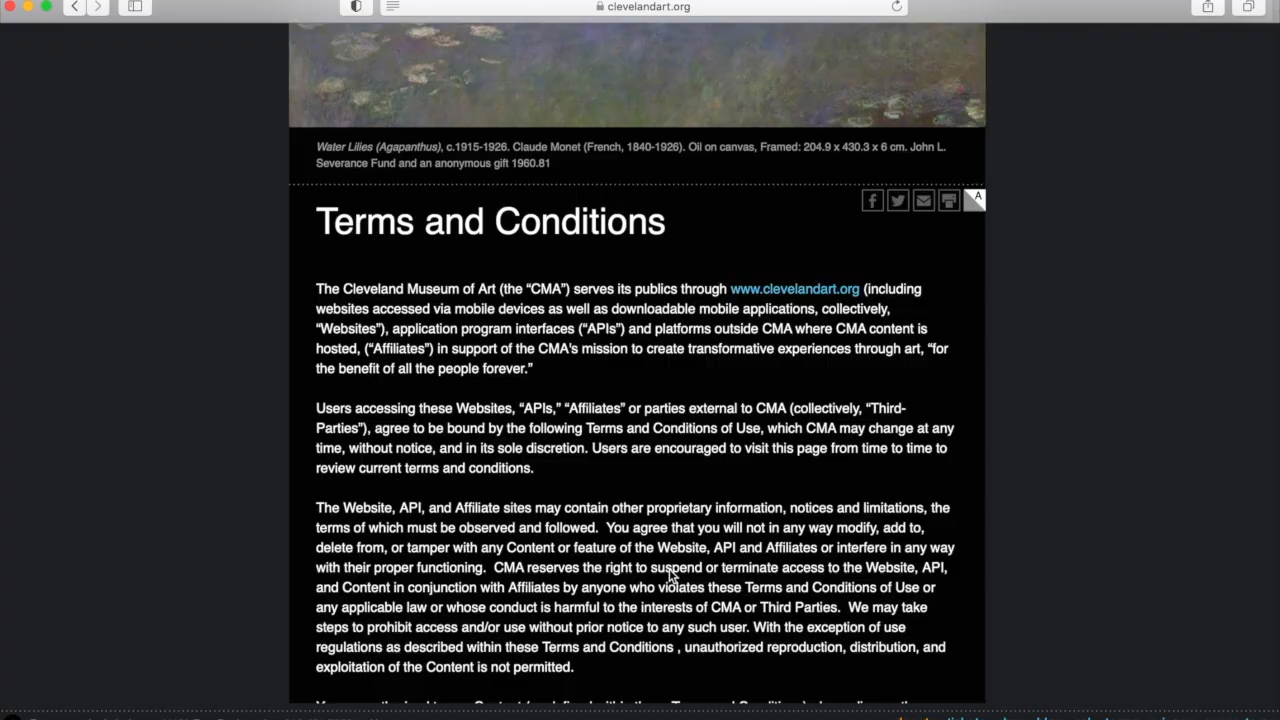 clevelandart.org
Water Lilies (Agapanthus), c.1915-1926. Claude Monet (French, 1840-1926). Oil on canvas, Framed: 204.9 x 430.3 x 6 cm. John L.
Severance Fund and an anonymous gift 1960.81
A
Terms and Conditions
The Cleveland Museum of Art (the “CMA”) serves its publics through www.clevelandart.org (including
websites accessed via mobile devices as well as downloadable mobile applications, collectively,
“Websites”), application program interfaces (“APIs”) and platforms outside CMA where CMA content is
hosted, (“Affiliates”) in support of the CMA's mission to create transformative experiences through art, “for
the benefit of all the people forever.”
Users accessing these Websites, “APIs,” “Affiliates” or parties external to CMA (collectively, “Third-
Parties”), agree to be bound by the following Terms and Conditions of Use, which CMA may change at any
time, without notice, and in its sole discretion. Users are encouraged to visit this page from time to time to
review current terms and conditions.
The Website, API, and Affiliate sites may contain other proprietary information, notices and limitations, the
terms of which must be observed and followed.  You agree that you will not in any way modify, add to,
delete from, or tamper with any Content or feature of the Website, API and Affiliates or interfere in any way
with their proper functioning.  CMA reserves the right to suspend or terminate access to the Website, API,
and Content in conjunction with Affiliates by anyone who violates these Terms and Conditions of Use or
any applicable law or whose conduct is harmful to the interests of CMA or Third Parties.  We may take
steps to prohibit access and/or use without prior notice to any such user. With the exception of use
regulations as described within these Terms and Conditions , unauthorized reproduction, distribution, and
exploitation of the Content is not permitted.